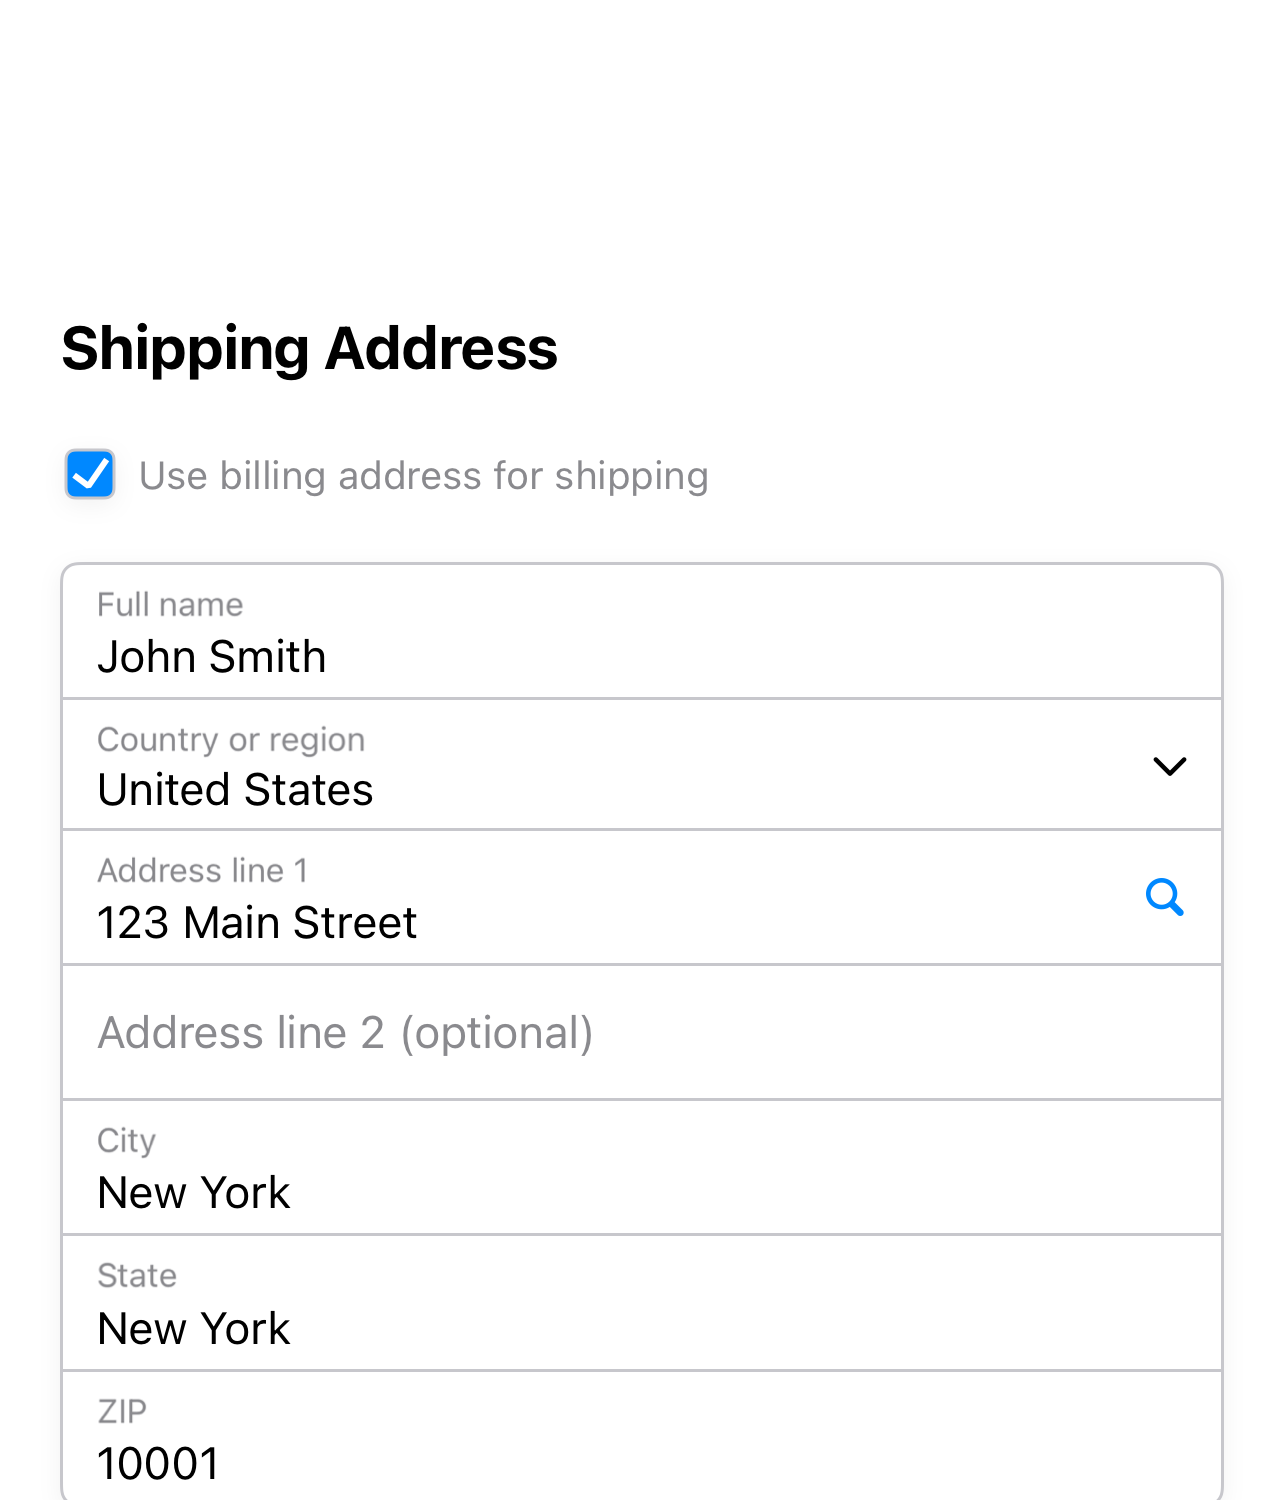 Shipping Address
Use billing address for shipping
Full name
John Smith
Country or region
United States
Address line 1
123 Main Street
Address line 2 (optional)
City
New York
State
New York
ZIP
10001